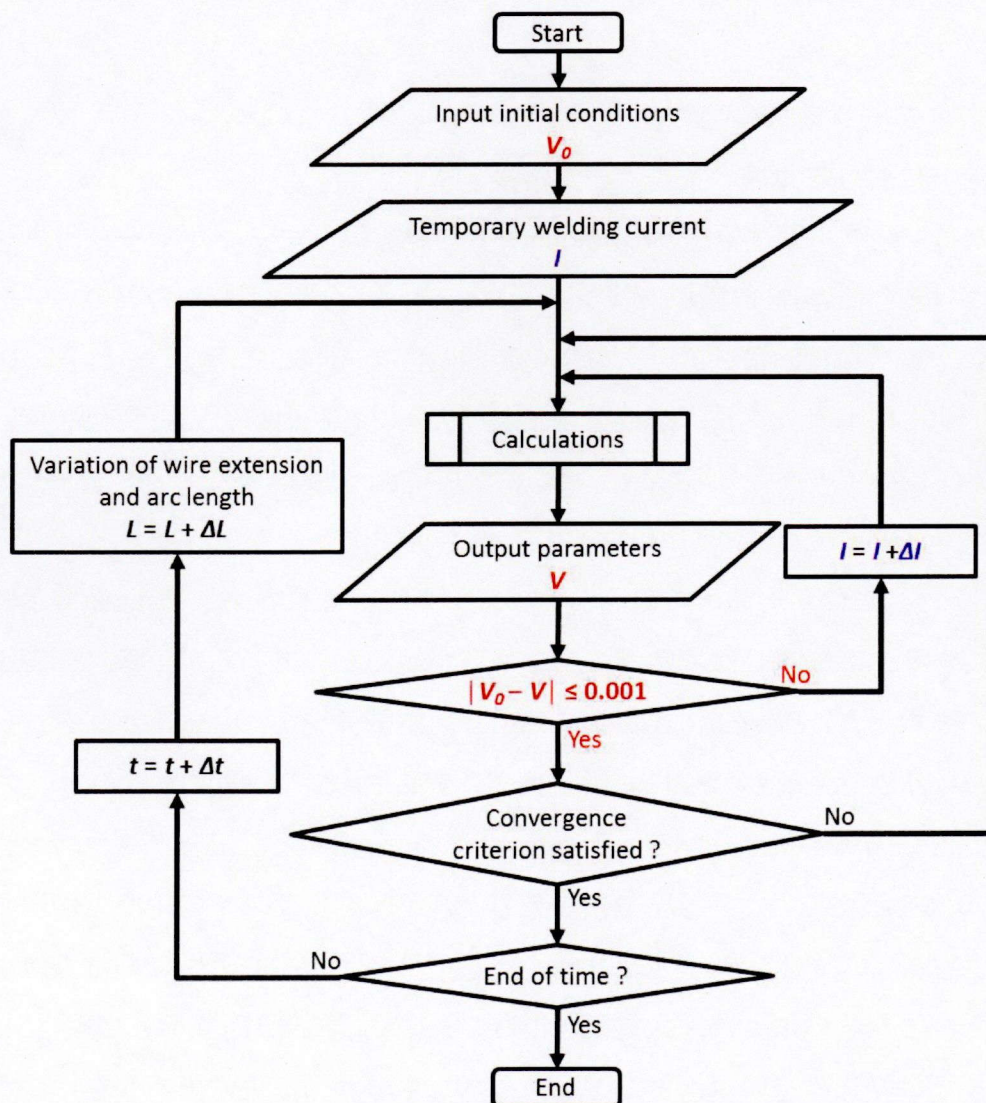 Start
Input initial conditions
V₀
Temporary welding current
I
Calculations
Variation of wire extension
and arc length
L = L + ΔL
Output parameters
V
I = I +ΔI
| V₀ – V| ≤ 0.001
No
Yes
t = t + Δt
Convergence
criterion satisfied ?
No
Yes
End of time ?
No
Yes
End